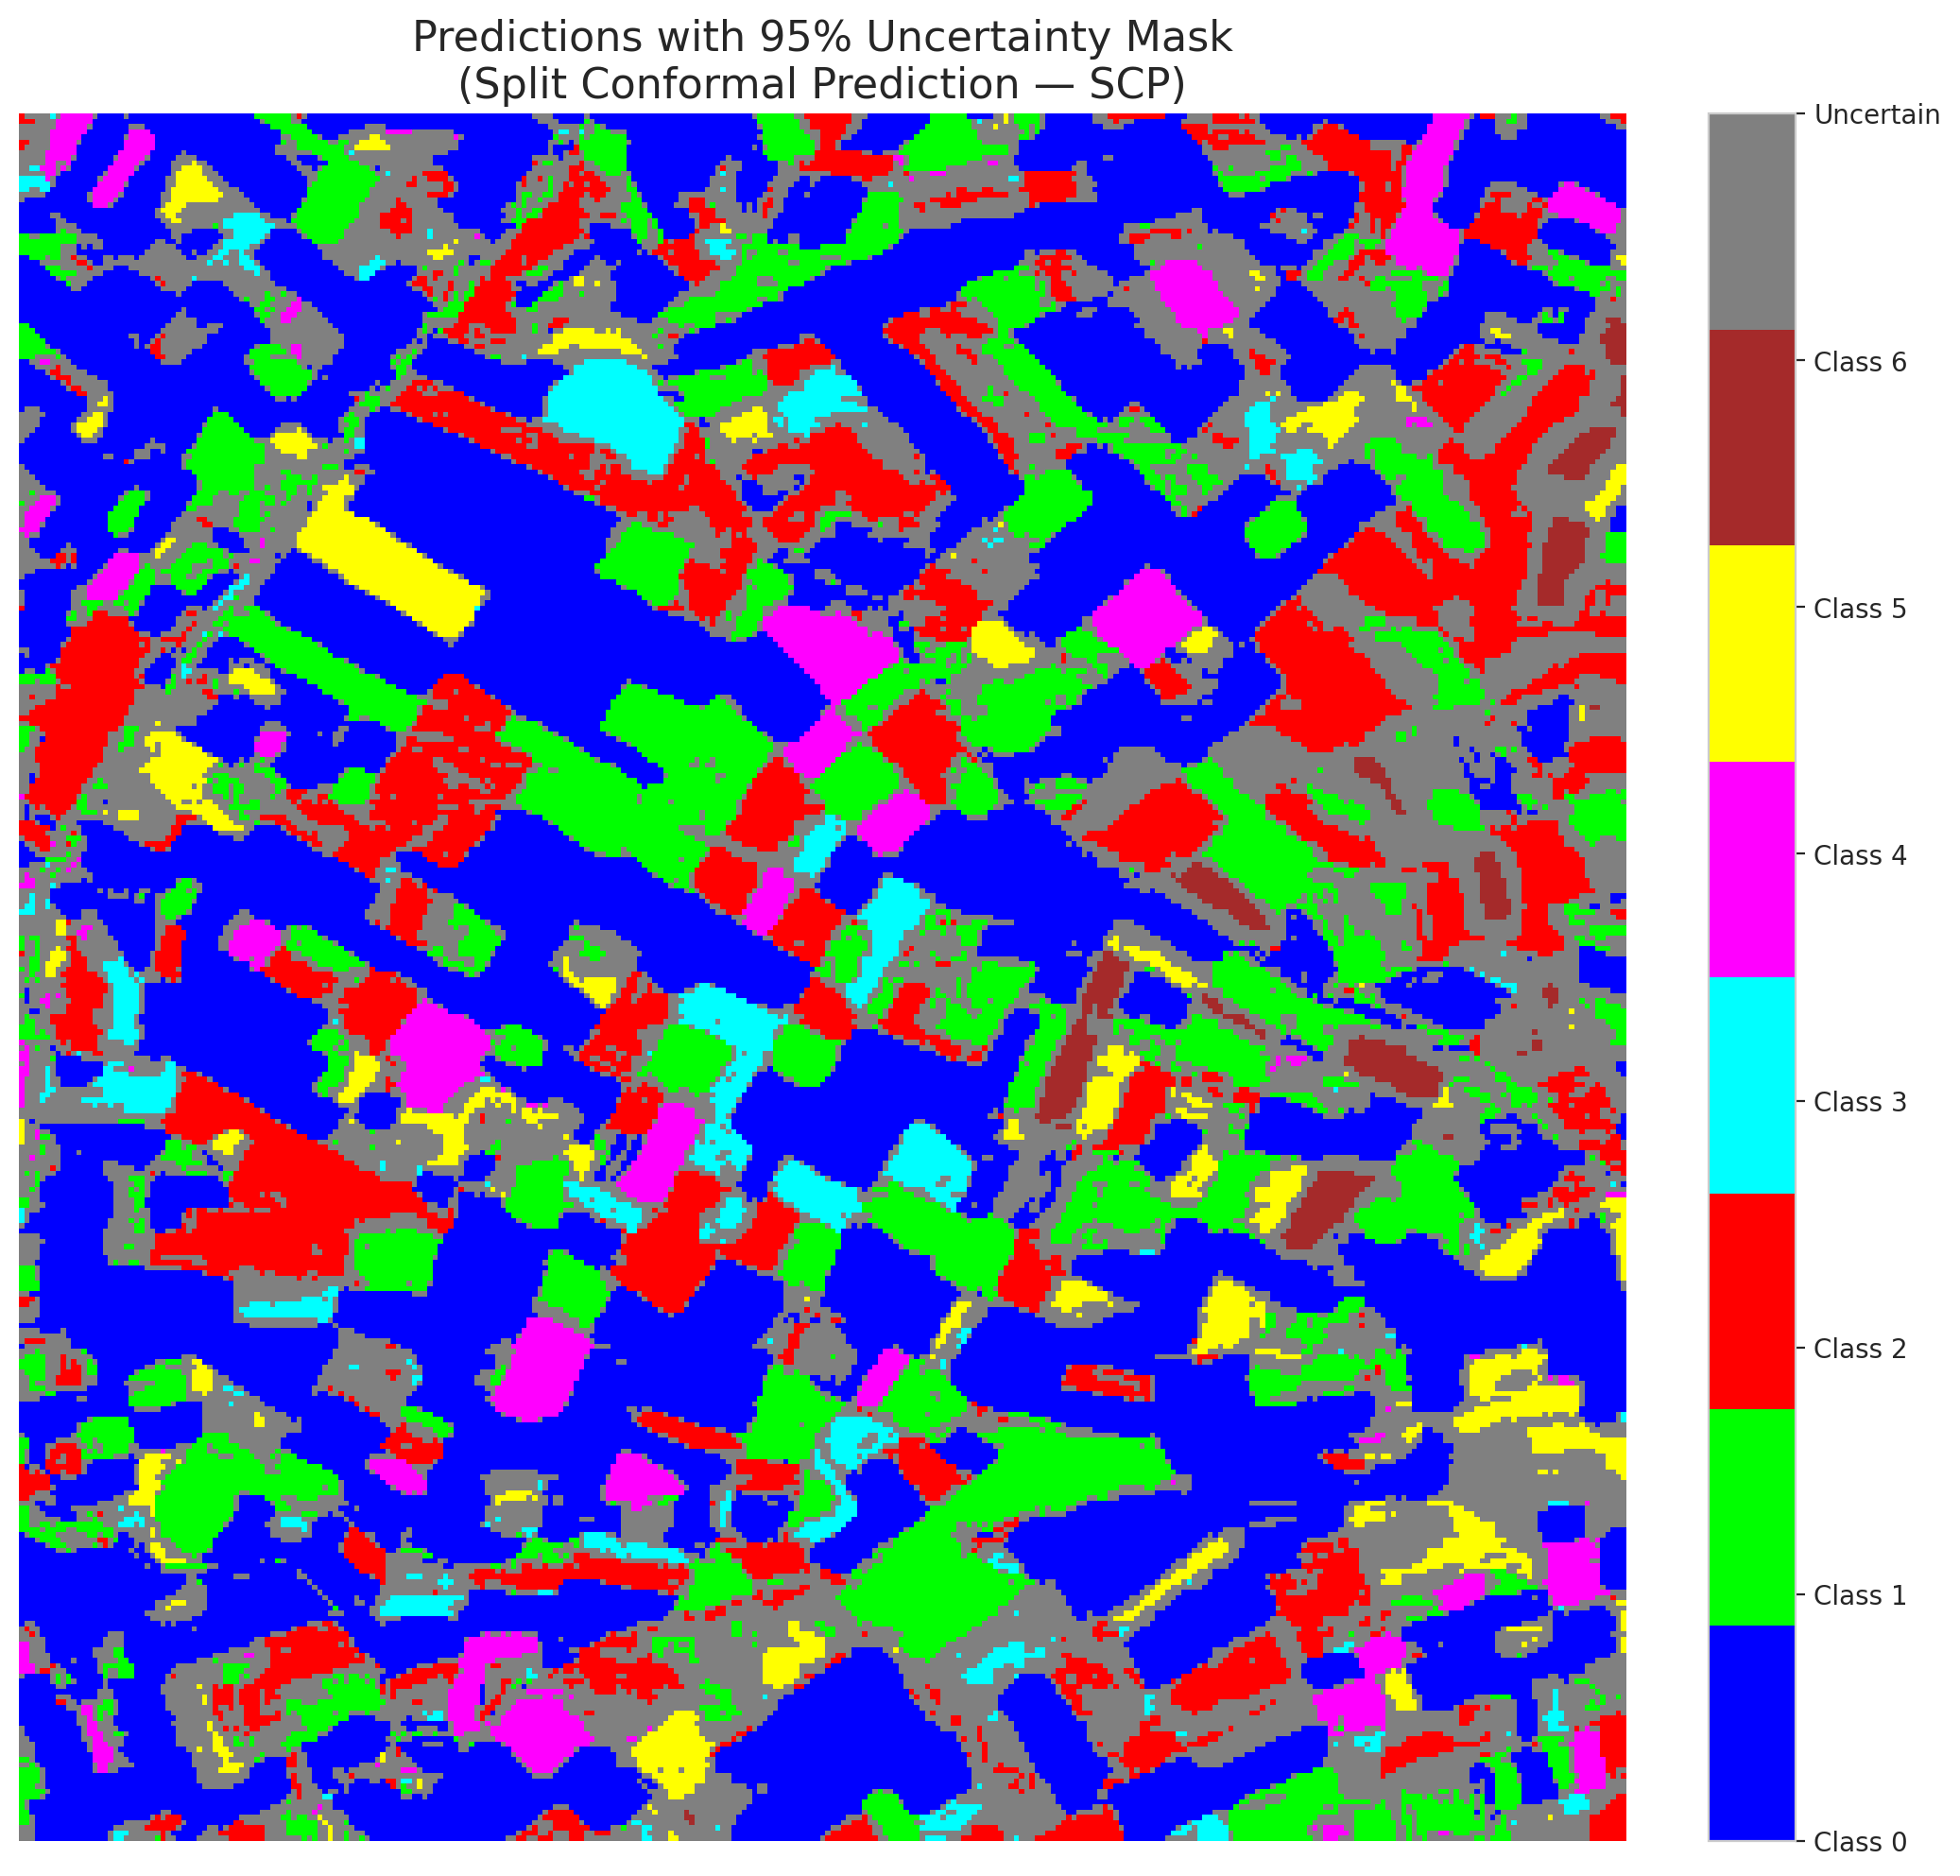 Predictions with 95% Uncertainty Mask
(Split Conformal Prediction — SCP)
Uncertain
Class 6
Class 5
Class 4
Class 3
Class 2
Class 1
Class 0